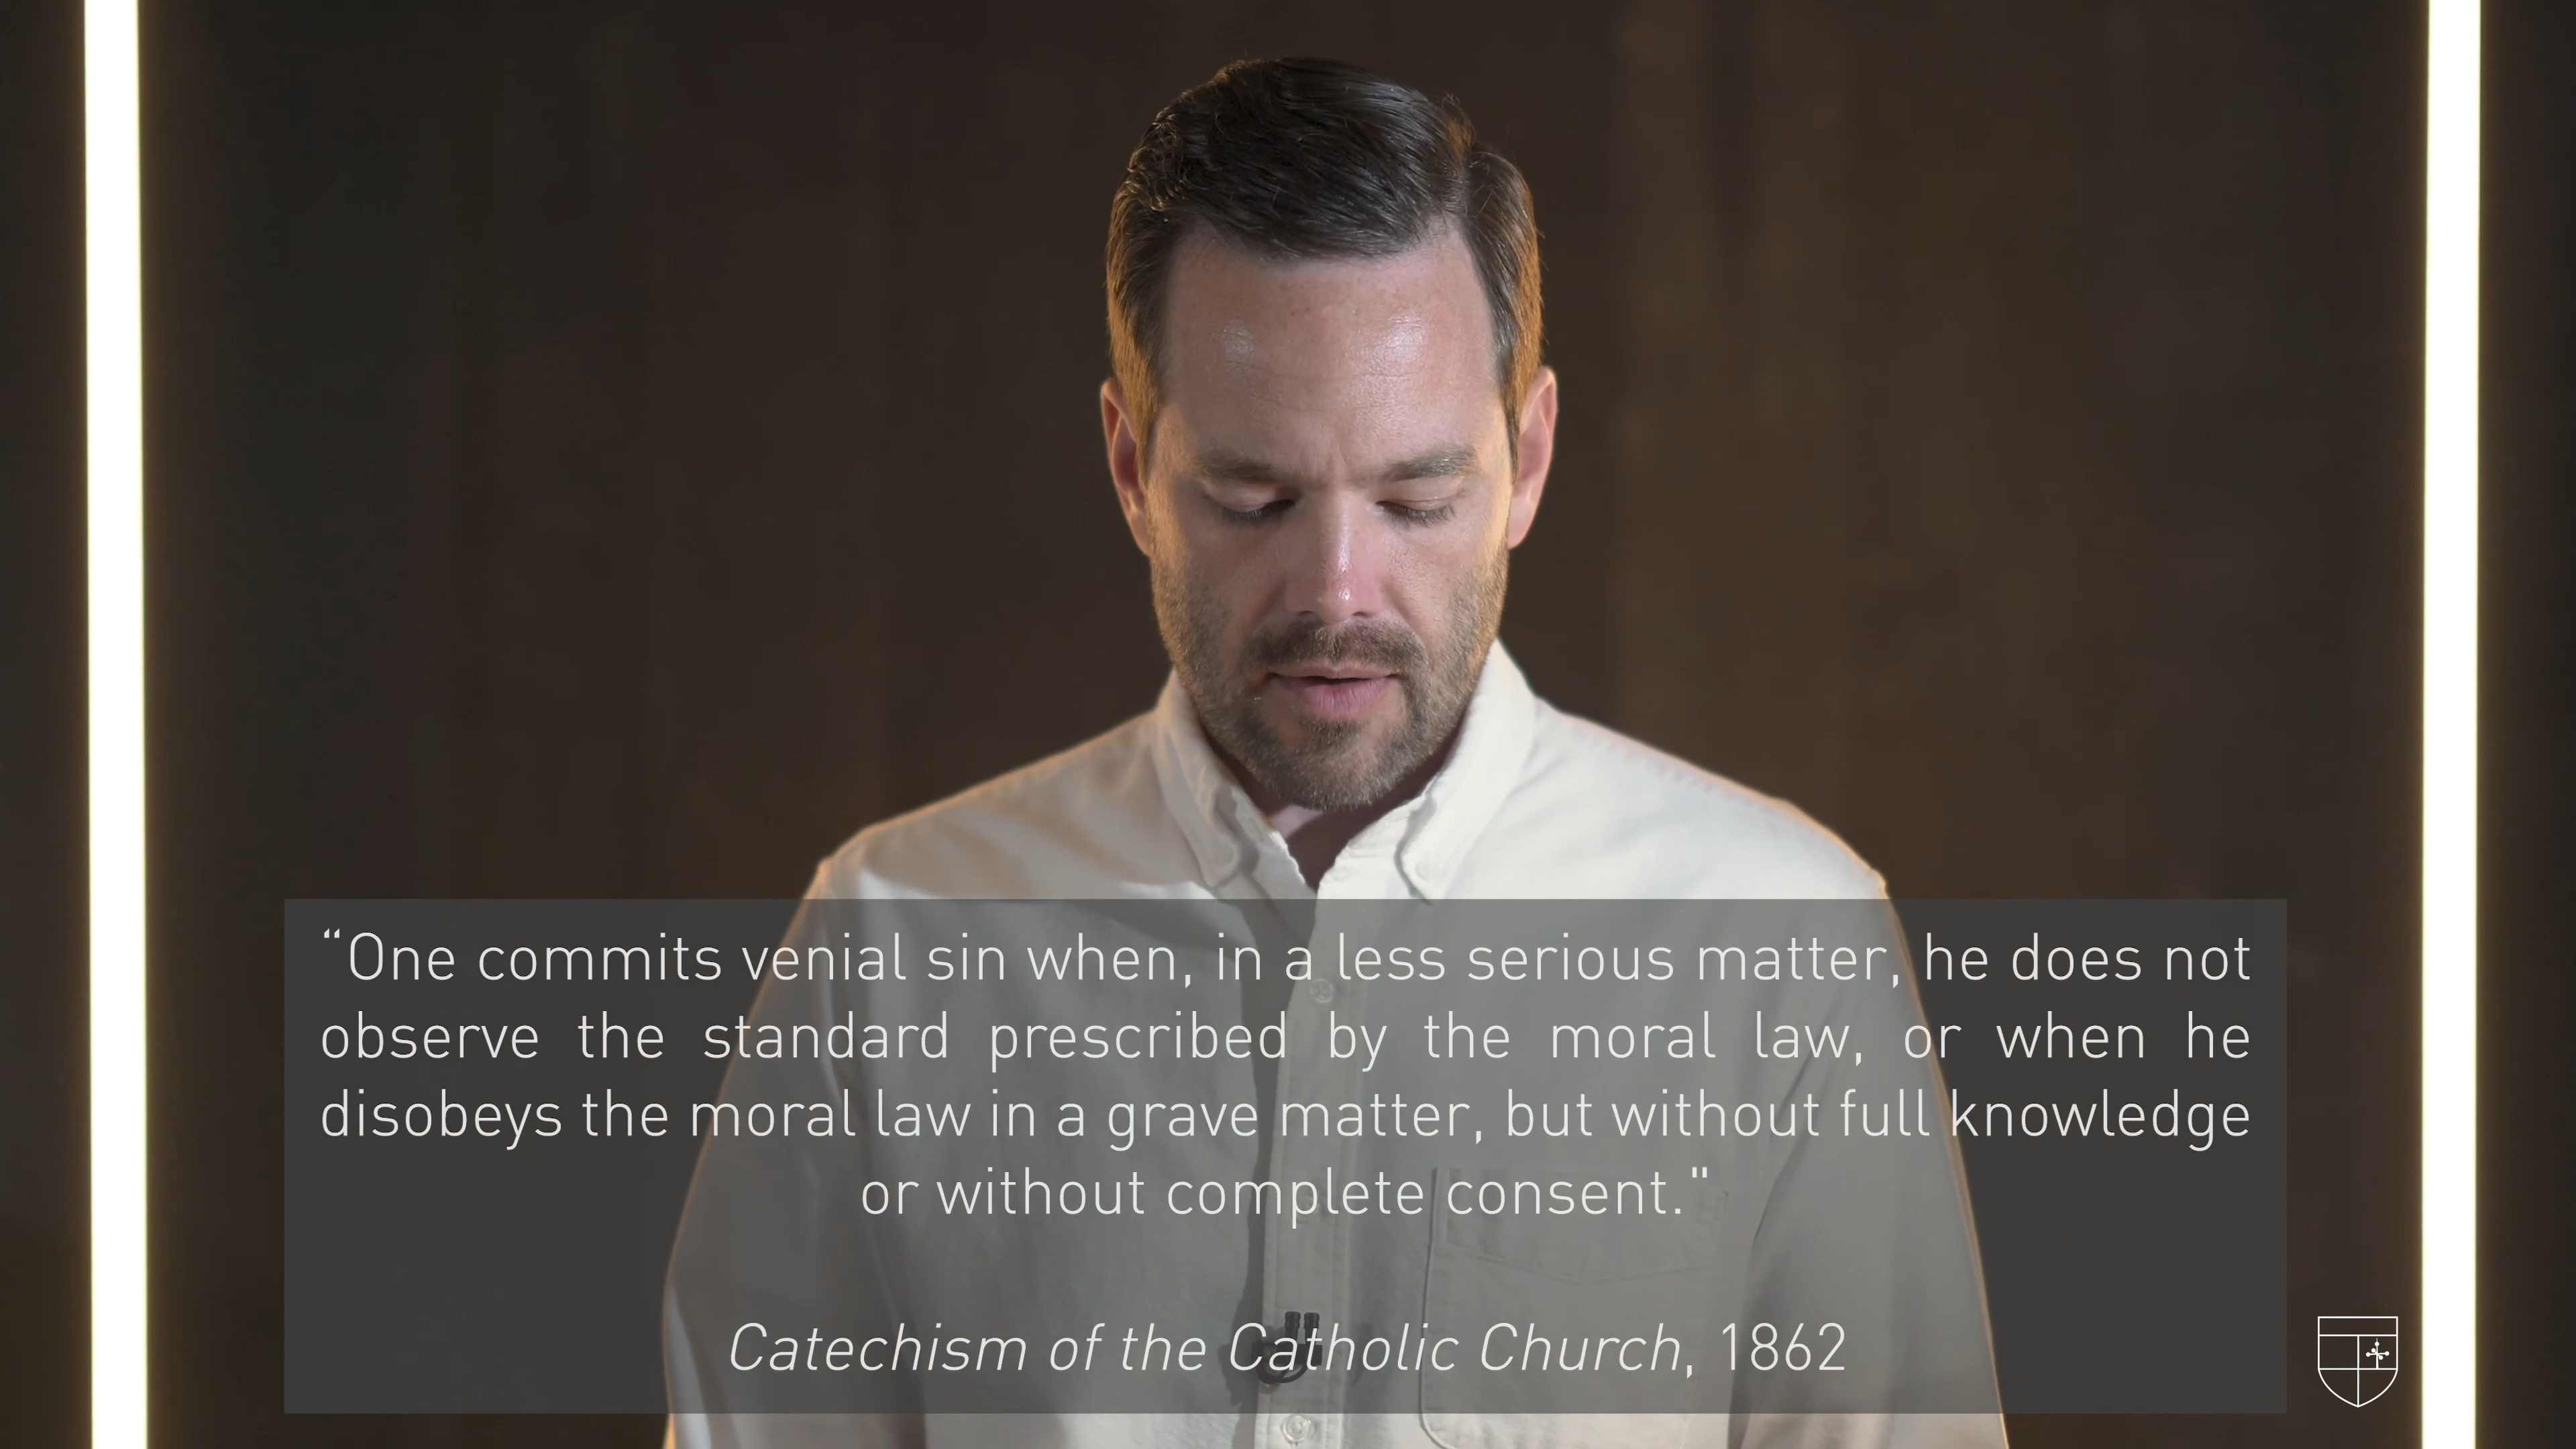 “One commits venial sin when, in a less serious matter, he does not
observe the standard prescribed by the moral law, or when he
disobeys the moral law in a grave matter, but without full knowledge
or without complete consent."
Catechism of the Catholic Church, 1862